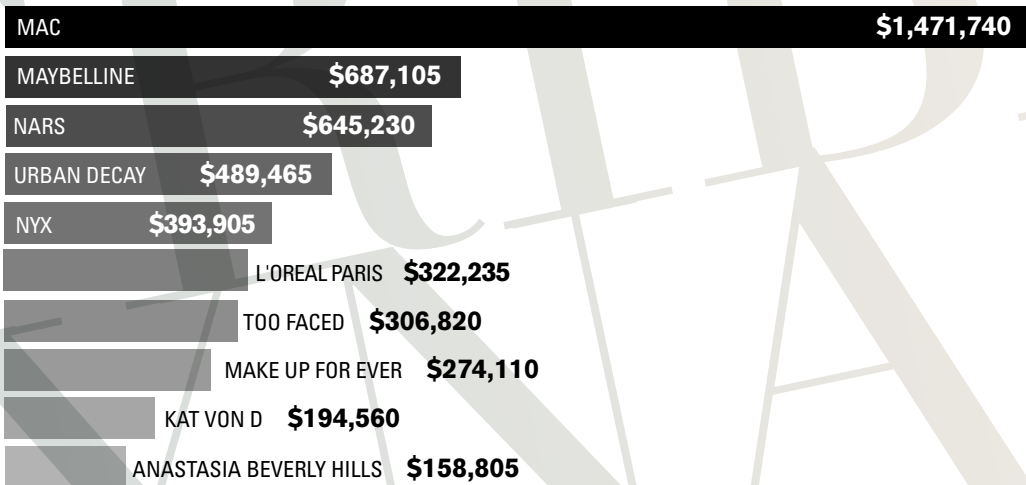 MAC $1,471,740
MAYBELLINE $687,105
NARS $645,230
URBAN DECAY $489,465
NYX $393,905
L'OREAL PARIS $322,235
TOO FACED $306,820
MAKE UP FOR EVER $274,110
KAT VON D $194,560
ANASTASIA BEVERLY HILLS $158,805